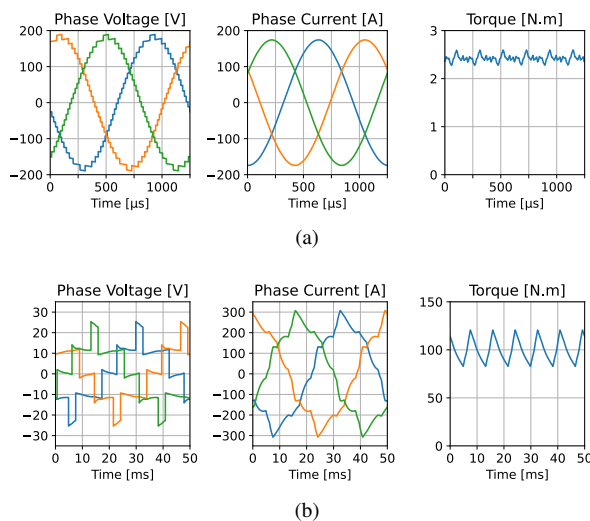 Phase Voltage [V]
200
100
0
−100
−200
0
500
1000
Time [µs]
Phase Current [A]
200
100
0
−100
−200
0
500
1000
Time [µs]
Torque [N.m]
3
2
1
0
0
500
1000
Time [µs]
(a)
Phase Voltage [V]
30
20
10
0
−10
−20
−30
0 10 20 30 40 50
Time [ms]
Phase Current [A]
300
200
100
0
−100
−200
−300
0 10 20 30 40 50
Time [ms]
Torque [N.m]
150
100
50
0
0 10 20 30 40 50
Time [ms]
(b)